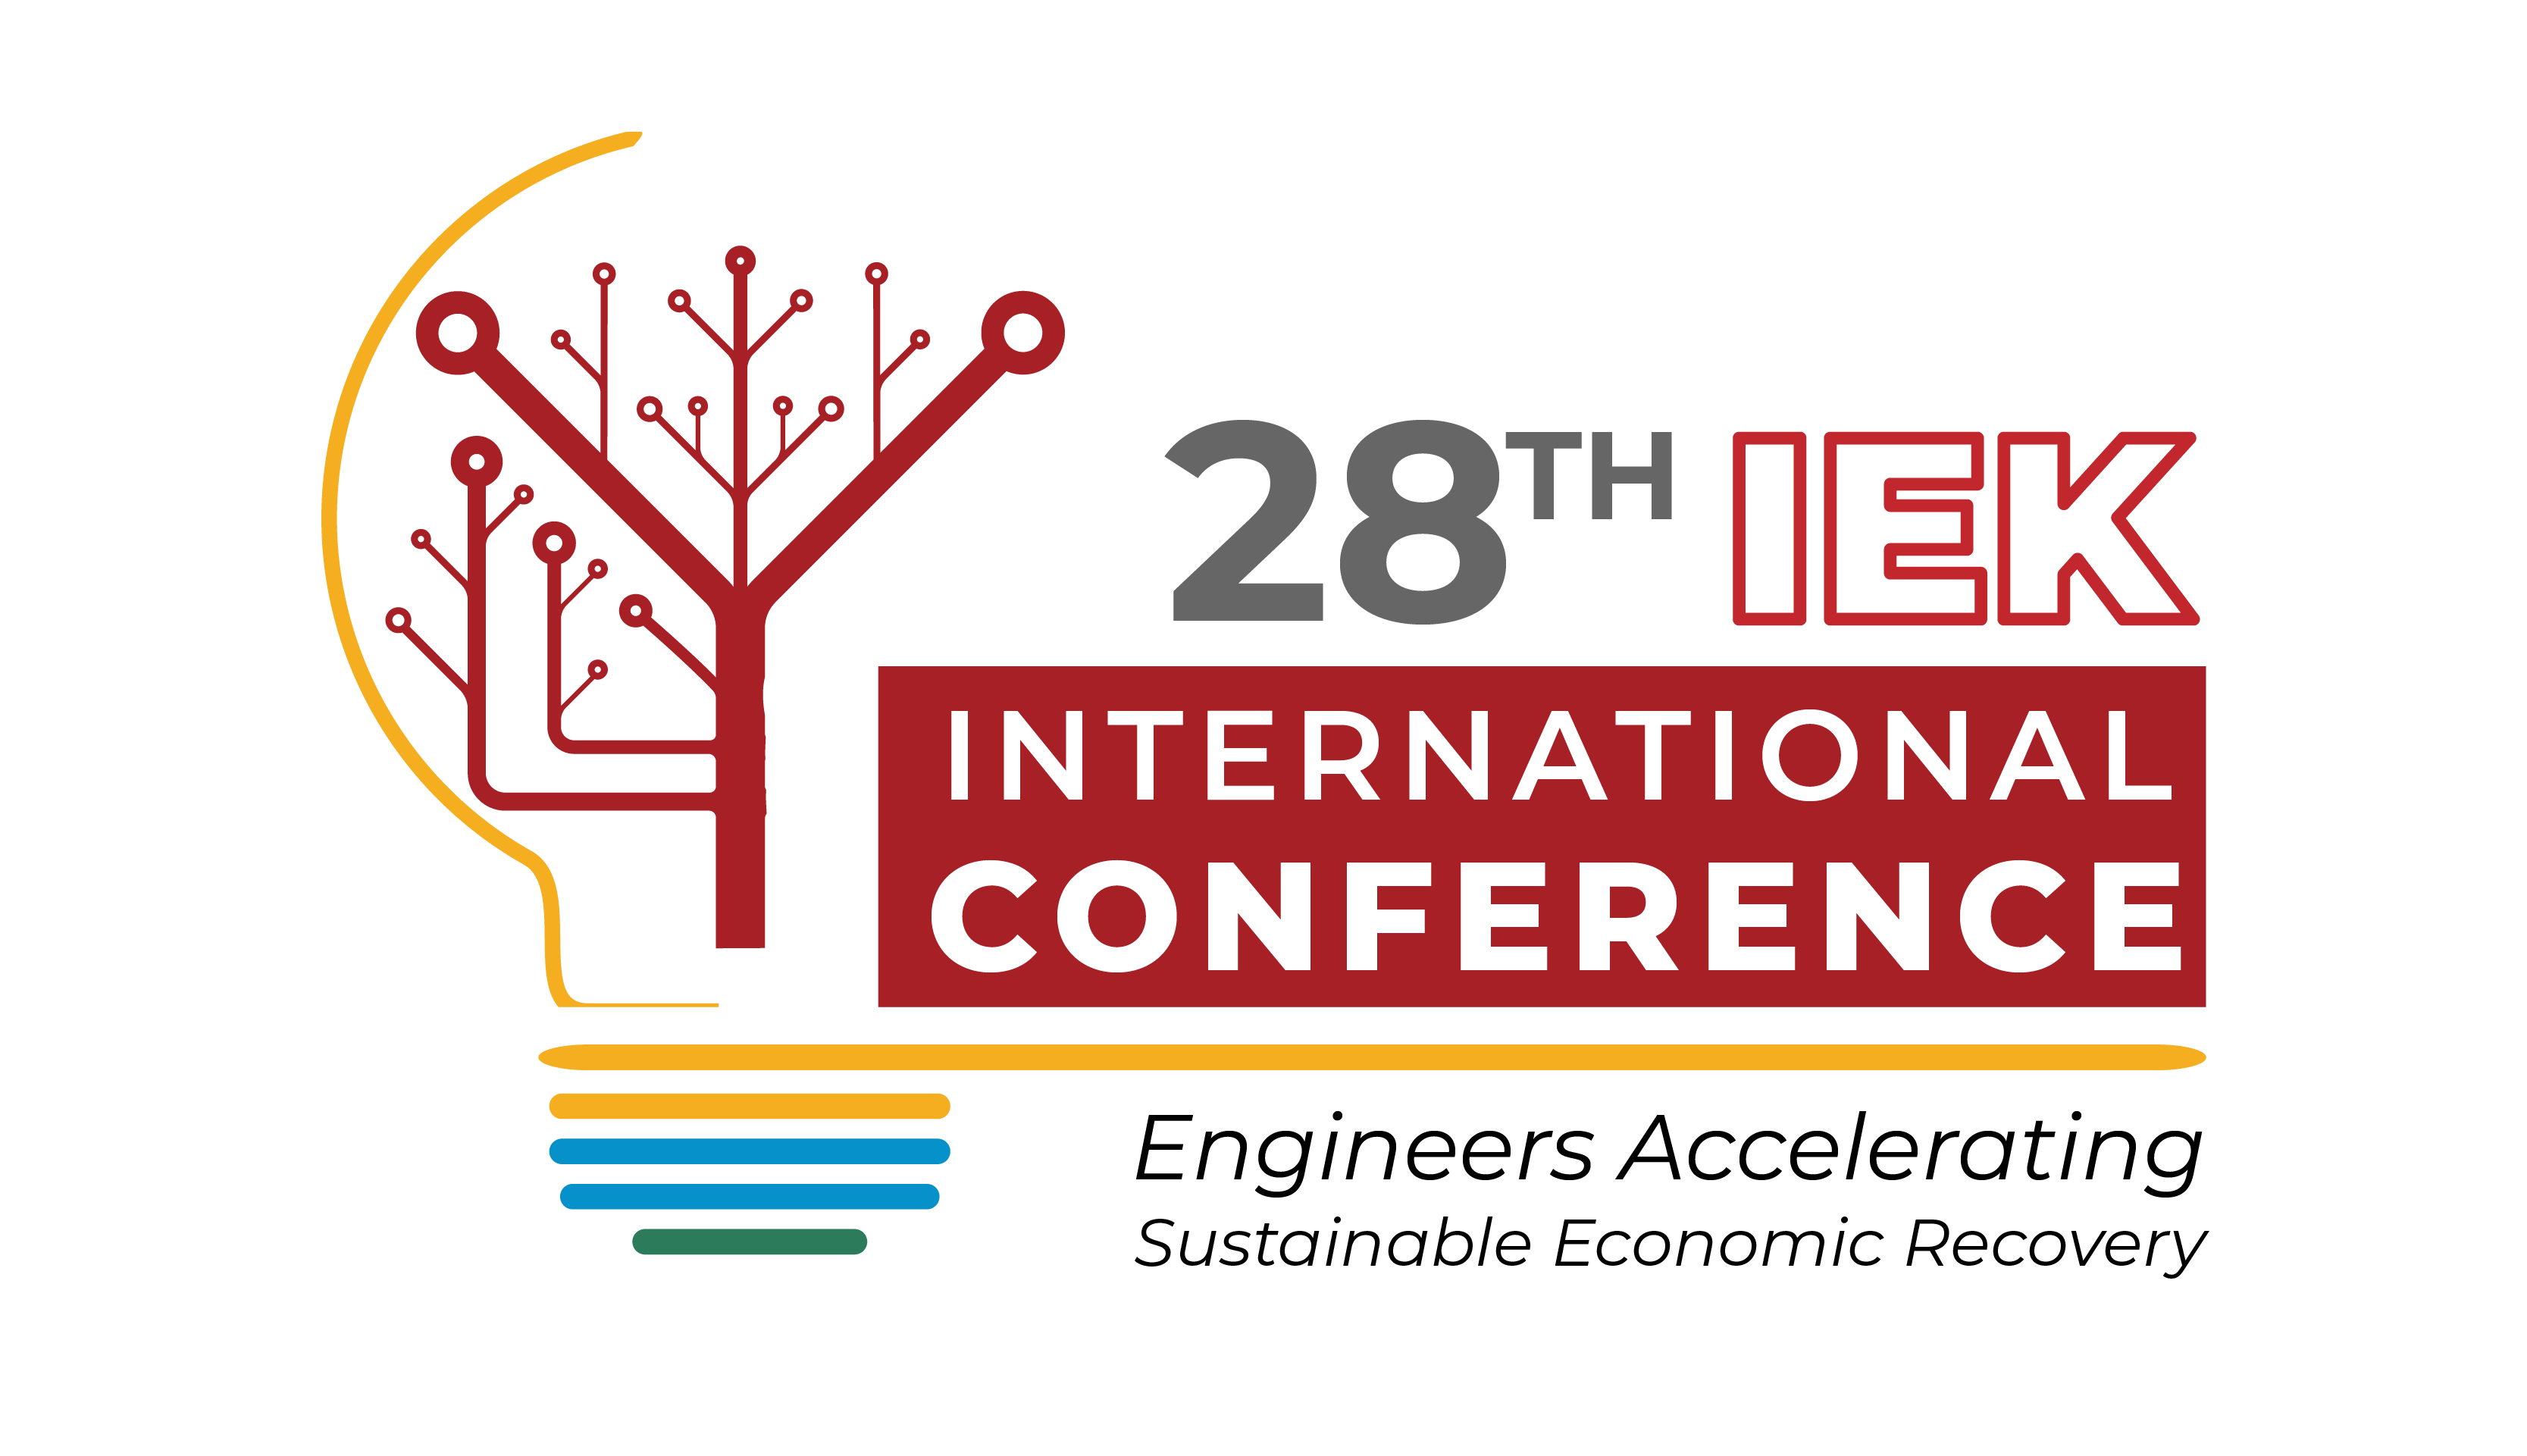 28TH IEK
INTERNATIONAL
CONFERENCE
Engineers Accelerating
Sustainable Economic Recovery